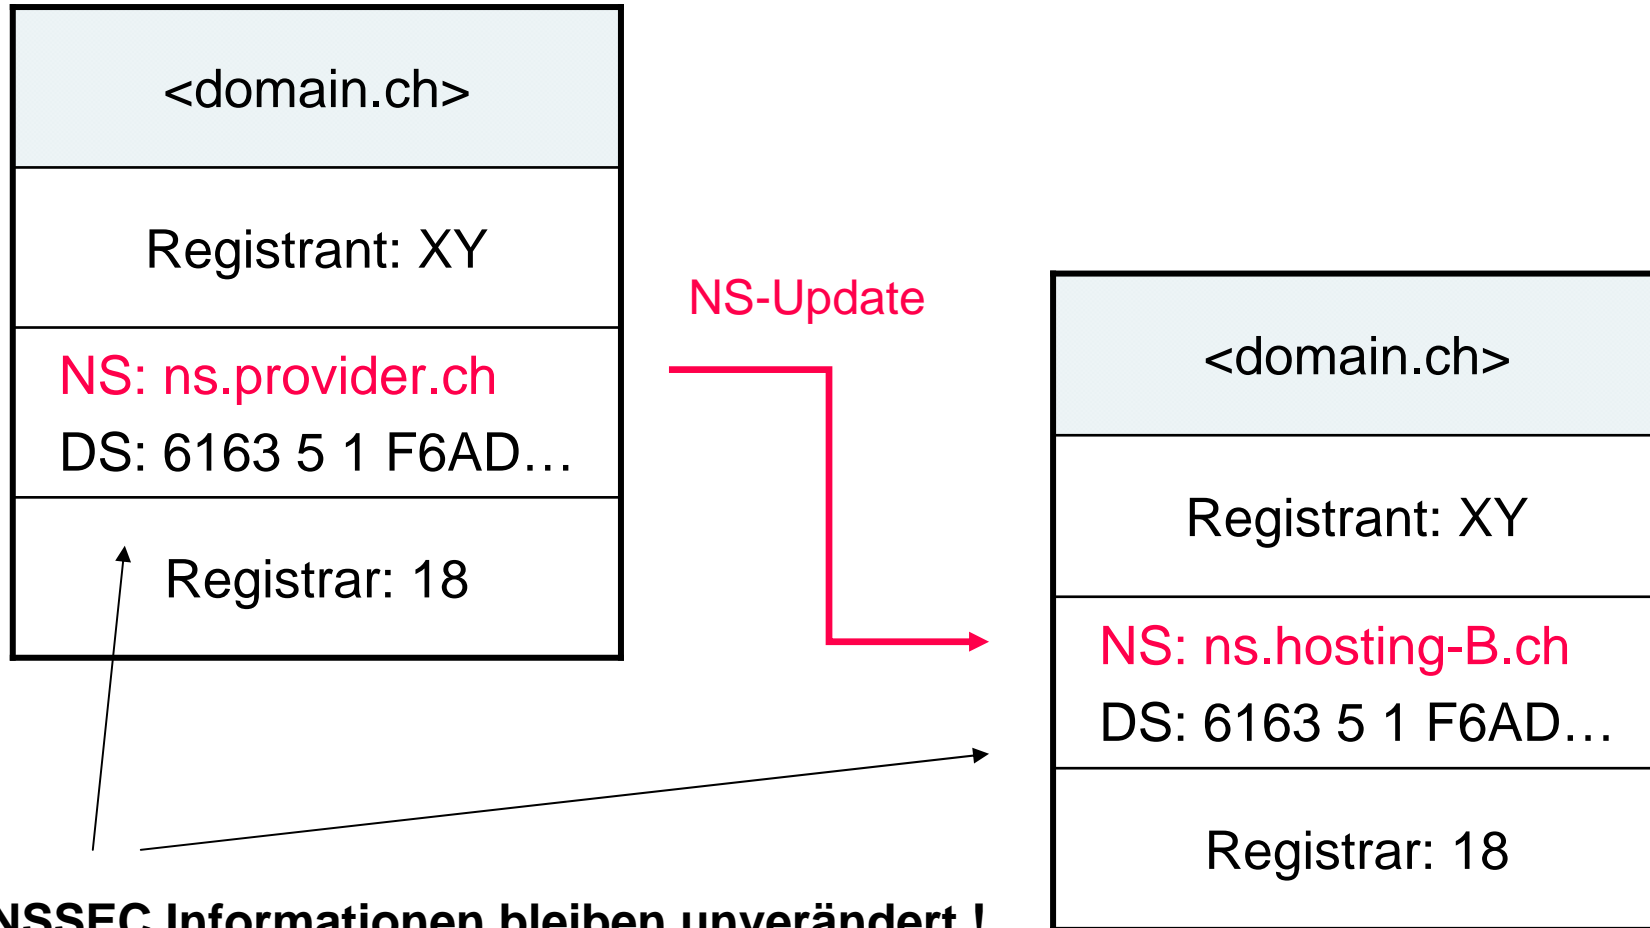 <domain.ch>
Registrant: XY
NS: ns.provider.ch
DS: 6163 5 1 F6AD…
Registrar: 18
NS-Update
<domain.ch>
Registrant: XY
NS: ns.hosting-B.ch
DS: 6163 5 1 F6AD…
Registrar: 18
NSSEC Informationen bleiben unverändert !